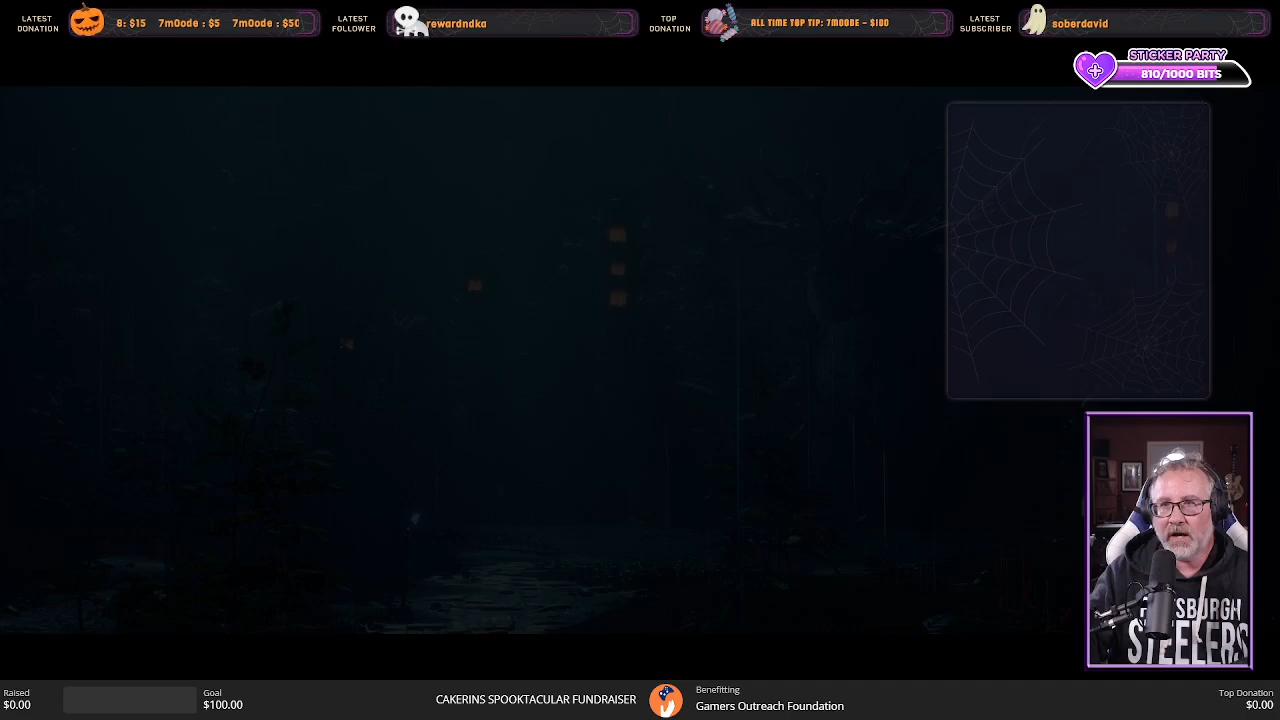 LATEST
DONATION
8: $15 7m0ode : $5 7m0ode : $50
LATEST
FOLLOWER
rewardndka
TOP
DONATION
ALL TIME TOP TIP: 7M0ODE - $100
LATEST
SUBSCRIBER
soberdavid
STICKER PARTY
810/1000 BITS
PITTSBURGH
STEELERS
Raised
$0.00
Goal
$100.00
CAKERINS SPOOKTACULAR FUNDRAISER
Benefitting
Gamers Outreach Foundation
Top Donation
$0.00